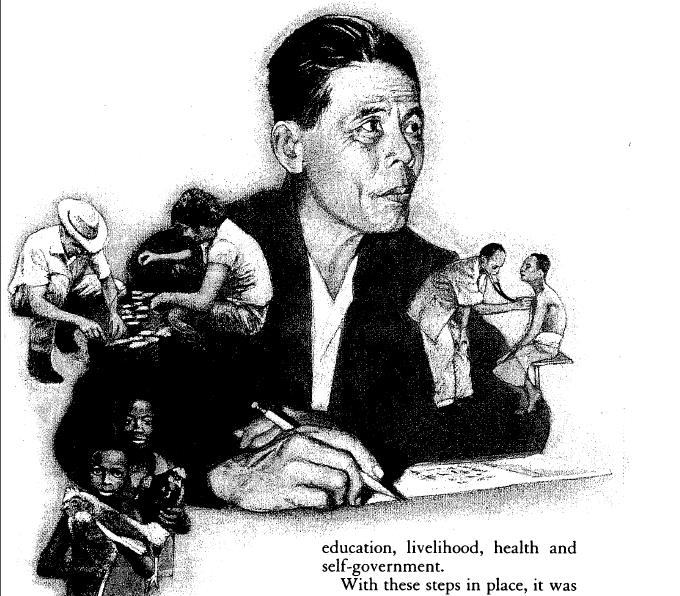 education, livelihood, health and
self-government.
With these steps in place, it was